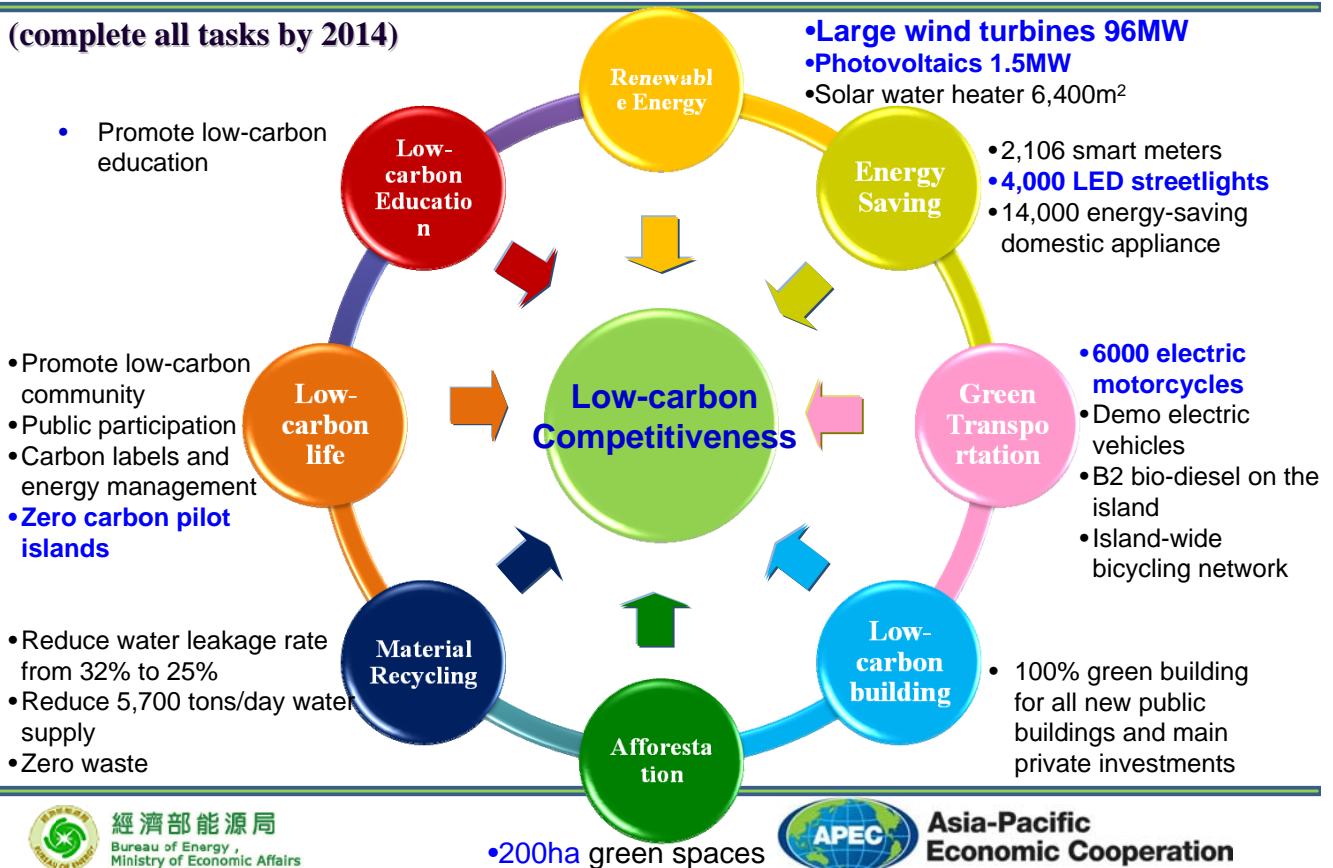 (complete all tasks by 2014)
•Large wind turbines 96MW
•Photovoltaics 1.5MW
•Solar water heater 6,400m²
Renewabl
e Energy
• Promote low-carbon
education
Low-
carbon
Educatio
n
Energy
Saving
•2,106 smart meters
•4,000 LED streetlights
•14,000 energy-saving
domestic appliance
•Promote low-carbon
community
•Public participation
•Carbon labels and
energy management
•Zero carbon pilot
islands
Low-
carbon
life
Low-carbon
Competitiveness
Green
Transpo
rtation
•6000 electric
motorcycles
•Demo electric
vehicles
•B2 bio-diesel on the
island
•Island-wide
bicycling network
•Reduce water leakage rate
from 32% to 25%
•Reduce 5,700 tons/day water
supply
•Zero waste
Material
Recycling
Low-
carbon
building
• 100% green building
for all new public
buildings and main
private investments
Afforesta
tion
•200ha green spaces
經濟部能源局
Bureau of Energy,
Ministry of Economic Affairs
APEC
Asia-Pacific
Economic Cooperation